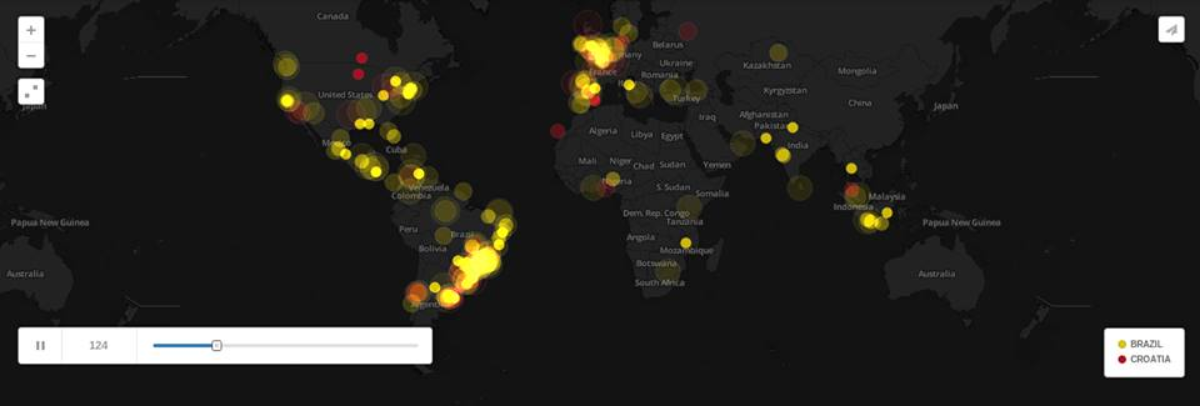 Canada
Belarus
Germany
Ukraine
Kazakhstan
Mongolia
France
Romania
United States
Turkey
Kyrgyzstan
China
Japan
Japan
Iraq
Afghanistan
Pakistan
Algeria
Libya
Egypt
Mexico
Cuba
India
Mali
Niger
Chad
Sudan
Yemen
Venezuela
Colombia
Nigeria
S. Sudan
Somalia
Malaysia
Indonesia
Papua New Guinea
Peru
Brazil
Dem. Rep. Congo
Tanzania
Papua New Guinea
Bolivia
Angola
Mozambique
Botswana
Australia
South Africa
Australia
Argentina
124
BRAZIL
CROATIA